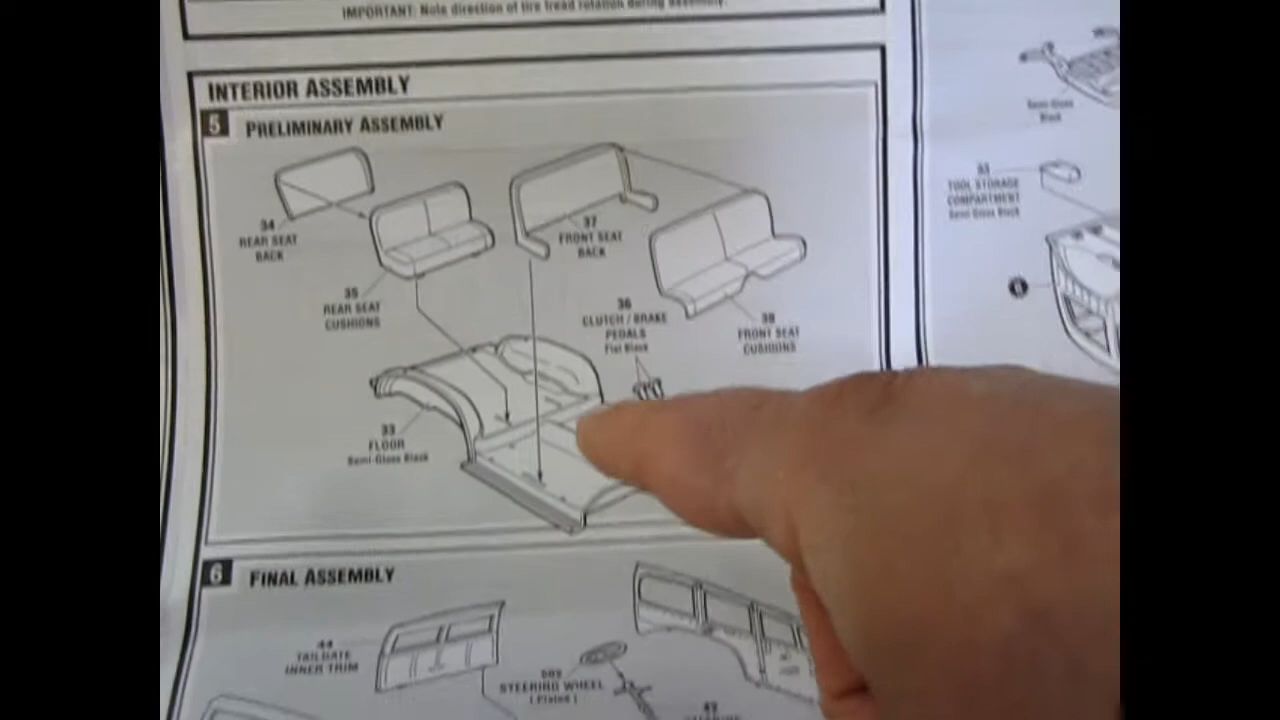 IMPORTANT: Note direction of tire tread rotation during assembly.
INTERIOR ASSEMBLY
5 PRELIMINARY ASSEMBLY
34
REAR SEAT
BACK
35
REAR SEAT
CUSHIONS
37
FRONT SEAT
BACK
36
CLUTCH / BRAKE
PEDALS
Flat Black
38
FRONT SEAT
CUSHIONS
33
FLOOR
Semi-Gloss Black
6 FINAL ASSEMBLY
44
TAILGATE
INNER TRIM
STEERING WHEEL
(Plated)
Semi-Gloss
Black
53
TOOL STORAGE
COMPARTMENT
Semi-Gloss Black